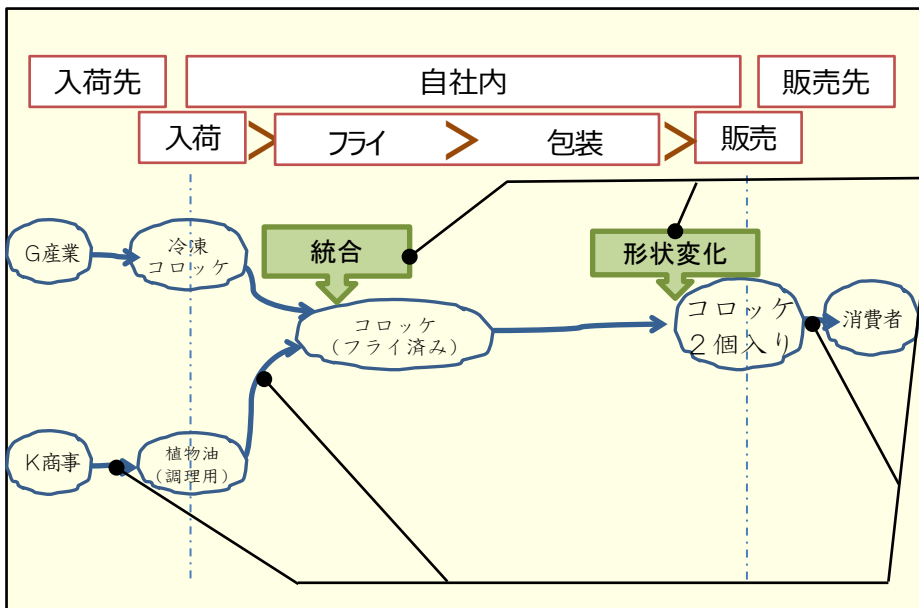 入荷先
自社内
販売先
入荷
フライ
包装
販売
統合
形状変化
G産業
冷凍
コロッケ
コロッケ
(フライ済み)
コロッケ
2個入り
消費者
K商事
植物油
(調理用)